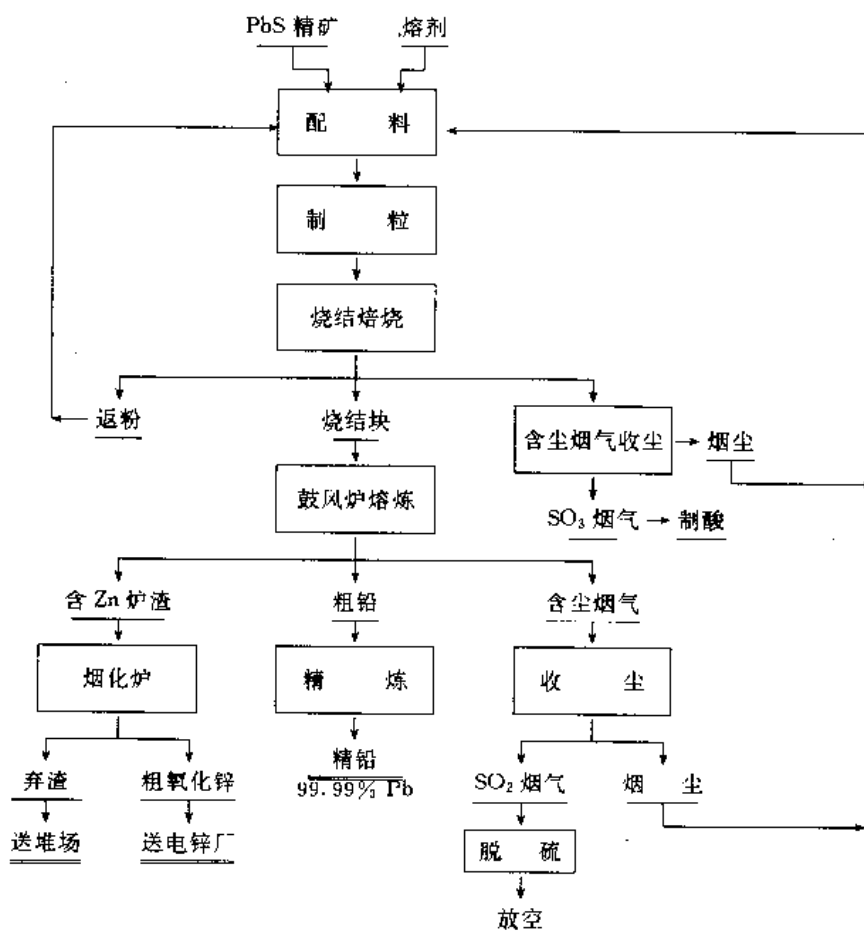 PbS 精矿
熔剂
配 料
制 粒
烧结焙烧
返粉
烧结块
含尘烟气收尘
烟尘
鼓风炉熔炼
SO₃ 烟气
制酸
含 Zn 炉渣
粗铅
含尘烟气
烟化炉
精 炼
收 尘
弃渣
粗氧化锌
精铅
99.99% Pb
SO₂ 烟气
烟 尘
送堆场
送电锌厂
脱 硫
放空